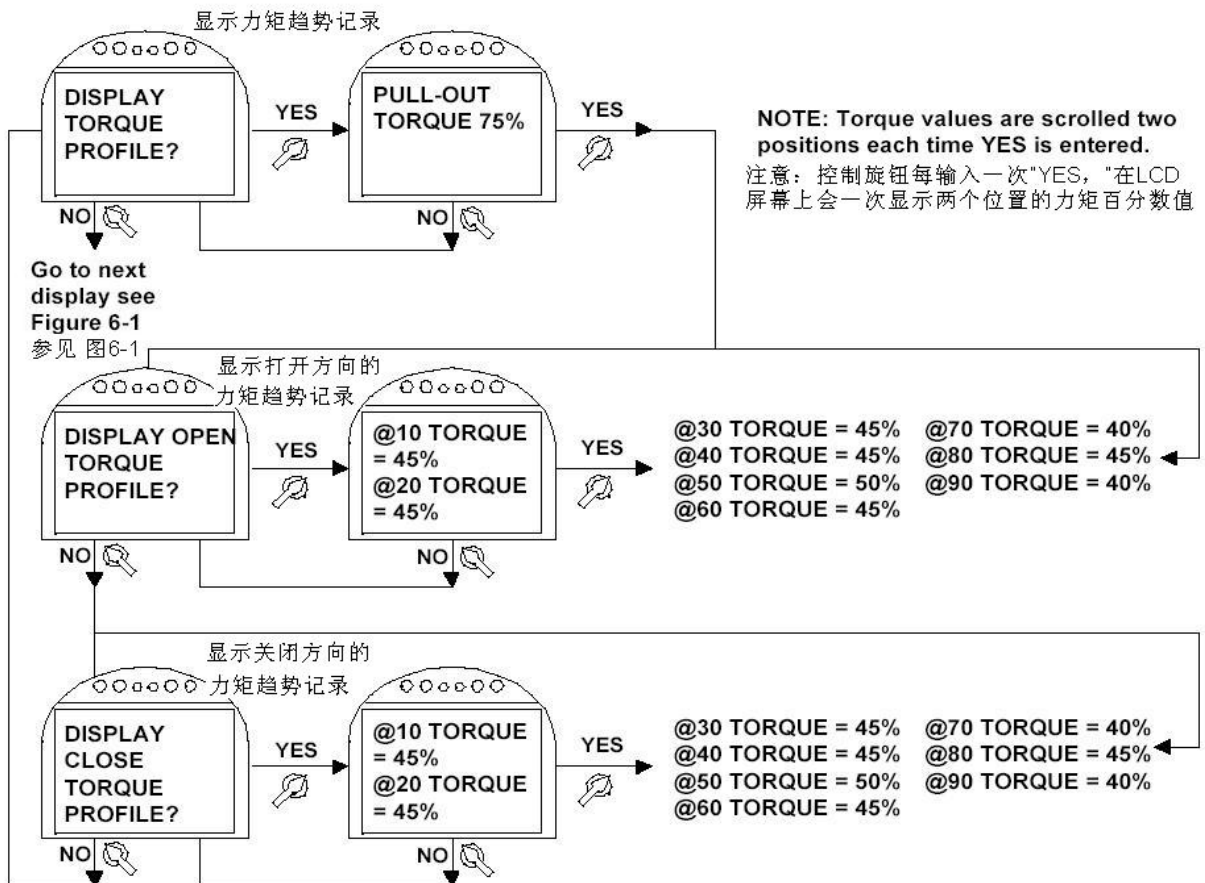 显示力矩趋势记录
DISPLAY
TORQUE
PROFILE?
YES
PULL-OUT
TORQUE 75%
YES
NOTE: Torque values are scrolled two
positions each time YES is entered.
注意：控制旋钮每输入一次"YES，"在LCD
屏幕上会一次显示两个位置的力矩百分数值
NO
NO
Go to next
display see
Figure 6-1
参见 图6-1
显示打开方向的
力矩趋势记录
DISPLAY OPEN
TORQUE
PROFILE?
YES
@10 TORQUE
= 45%
@20 TORQUE
= 45%
YES
@30 TORQUE = 45%
@40 TORQUE = 45%
@50 TORQUE = 50%
@60 TORQUE = 45%
@70 TORQUE = 40%
@80 TORQUE = 45%
@90 TORQUE = 40%
NO
NO
显示关闭方向的
力矩趋势记录
DISPLAY
CLOSE
TORQUE
PROFILE?
YES
@10 TORQUE
= 45%
@20 TORQUE
= 45%
YES
@30 TORQUE = 45%
@40 TORQUE = 45%
@50 TORQUE = 50%
@60 TORQUE = 45%
@70 TORQUE = 40%
@80 TORQUE = 45%
@90 TORQUE = 40%
NO
NO